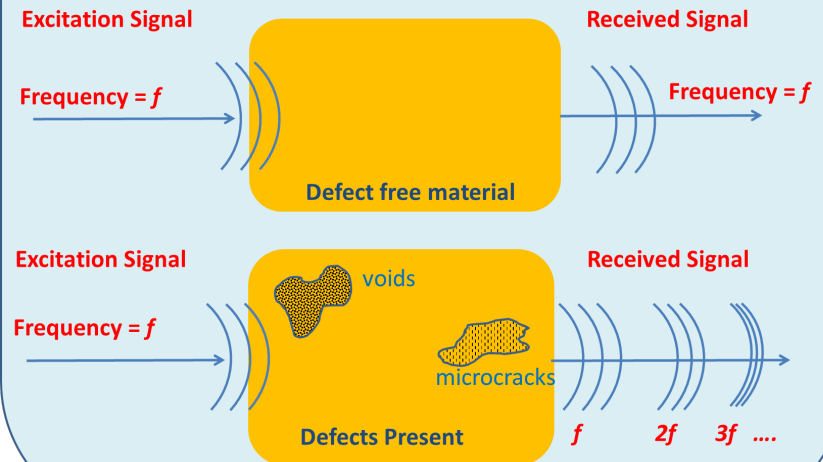 Excitation Signal
Received Signal
Frequency = f
Frequency = f
Defect free material
Excitation Signal
Received Signal
voids
Frequency = f
microcracks
Defects Present
f 2f 3f ....